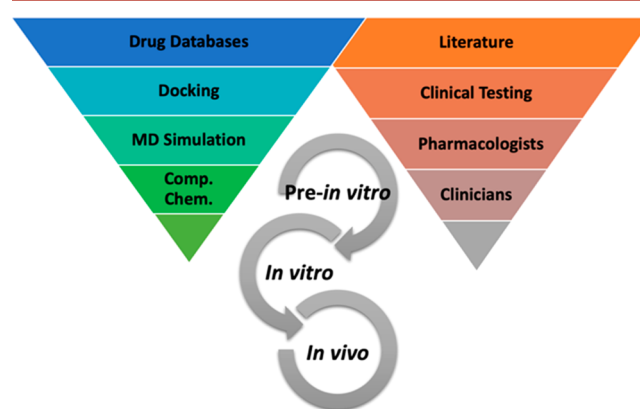 Drug Databases
Docking
MD Simulation
Comp.
Chem.
Literature
Clinical Testing
Pharmacologists
Clinicians
Pre-in vitro
In vitro
In vivo